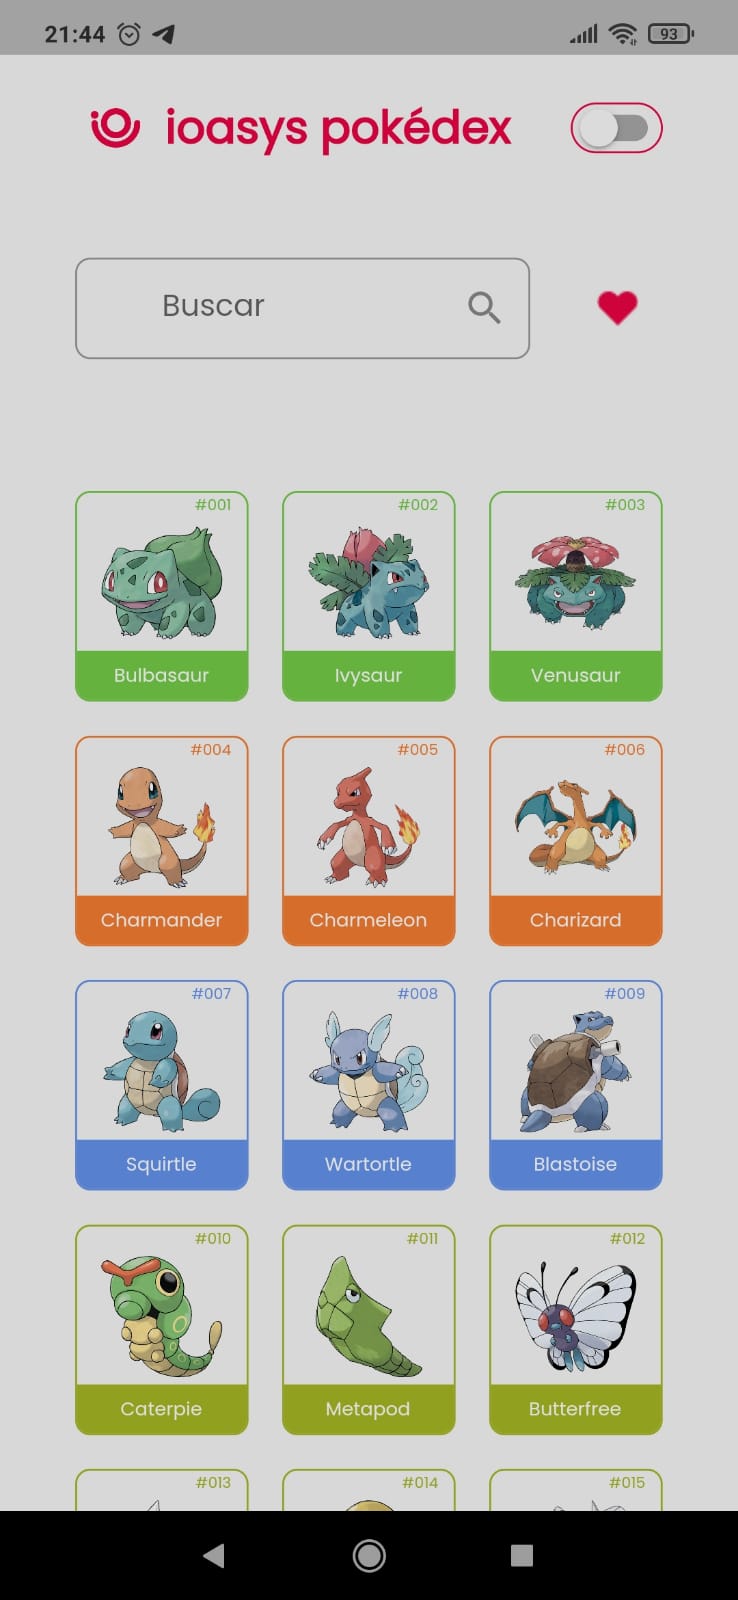 21:44
93
ioasys pokédex
Buscar
#001 #002 #003
Bulbasaur Ivysaur Venusaur
#004 #005 #006
Charmander Charmeleon Charizard
#007 #008 #009
Squirtle Wartortle Blastoise
#010 #011 #012
Caterpie Metapod Butterfree
#013 #014 #015